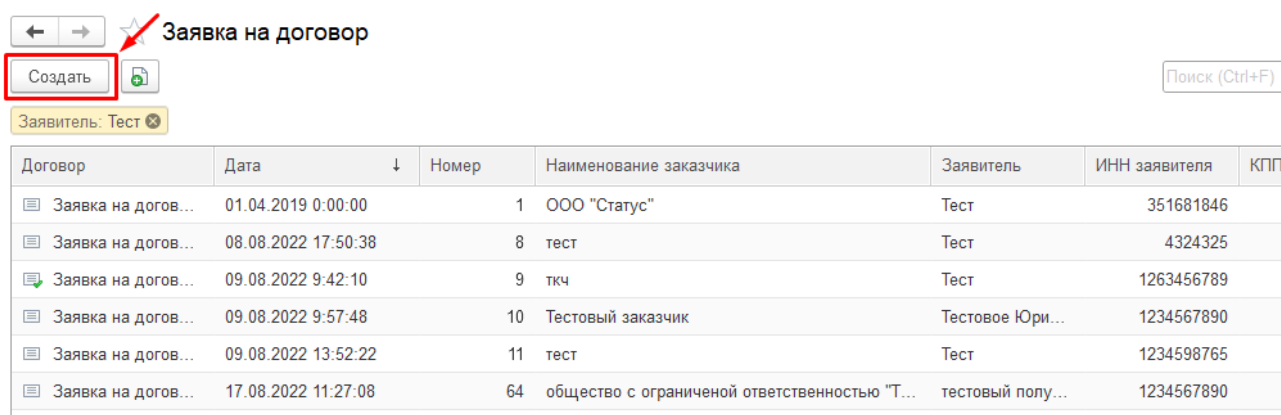 Заявка на договор
Создать
Поиск (Ctrl+F)
Заявитель: Тест
Договор Дата ↓ Номер Наименование заказчика Заявитель ИНН заявителя КПП
Заявка на догов... 01.04.2019 0:00:00 1 ООО "Статус" Тест 351681846
Заявка на догов... 08.08.2022 17:50:38 8 тест Тест 4324325
Заявка на догов... 09.08.2022 9:42:10 9 ткч Тест 1263456789
Заявка на догов... 09.08.2022 9:57:48 10 Тестовый заказчик Тестовое Юри... 1234567890
Заявка на догов... 09.08.2022 13:52:22 11 тест Тест 1234598765
Заявка на догов... 17.08.2022 11:27:08 64 общество с ограниченой ответственностью "Т... тестовый полу... 1234567890